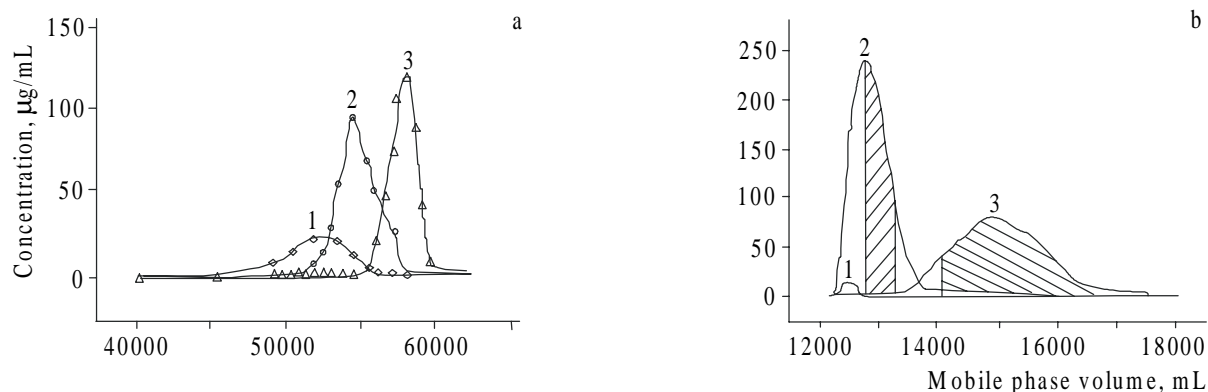 a
150
100
50
0
Concentration, µg/mL
1
2
3
40000 50000 60000
b
250
200
150
100
50
0
1
2
3
12000 14000 16000 18000
Mobile phase volume, mL